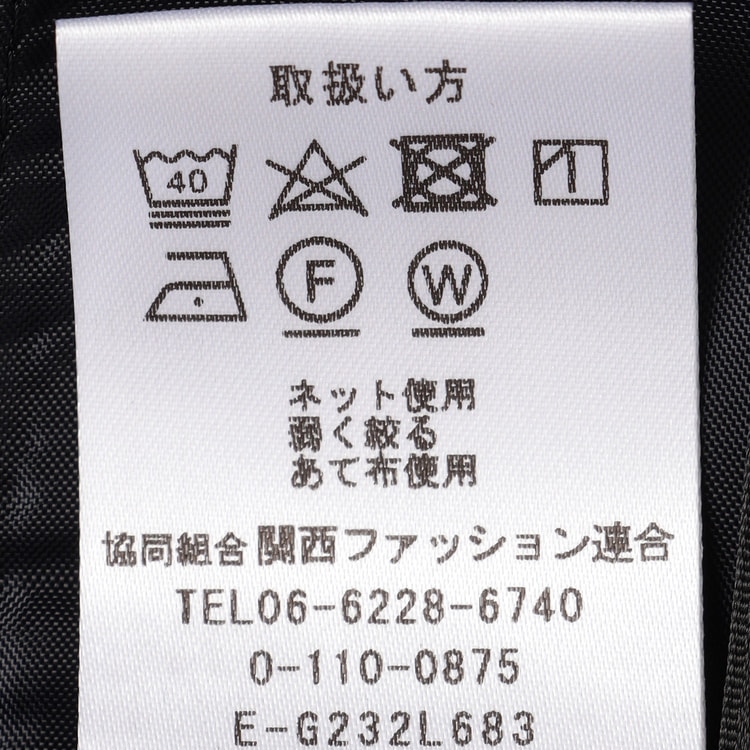 取扱い方
40
F W
ネット使用
弱く絞る
あて布使用
協同組合関西ファッション連合
TEL06-6228-6740
0-110-0875
E-G232L683